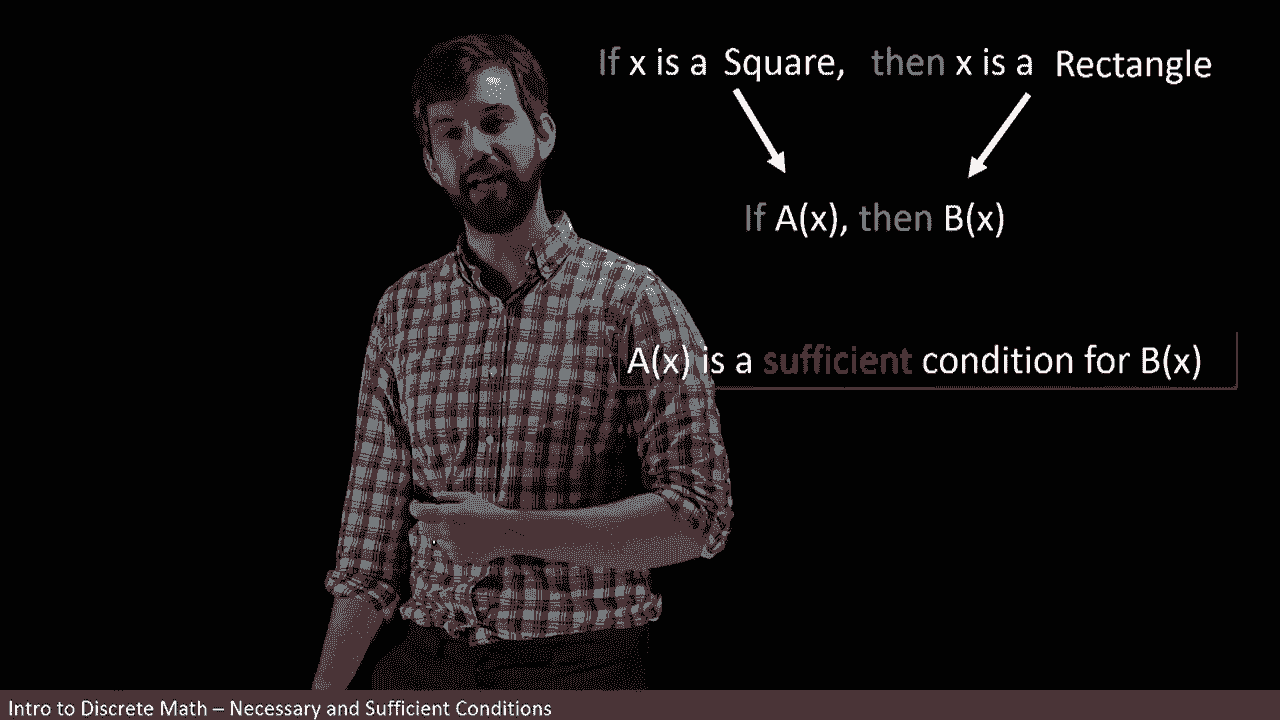 If x is a Square, then x is a Rectangle
If A(x), then B(x)
A(x) is a sufficient condition for B(x)
Intro to Discrete Math – Necessary and Sufficient Conditions